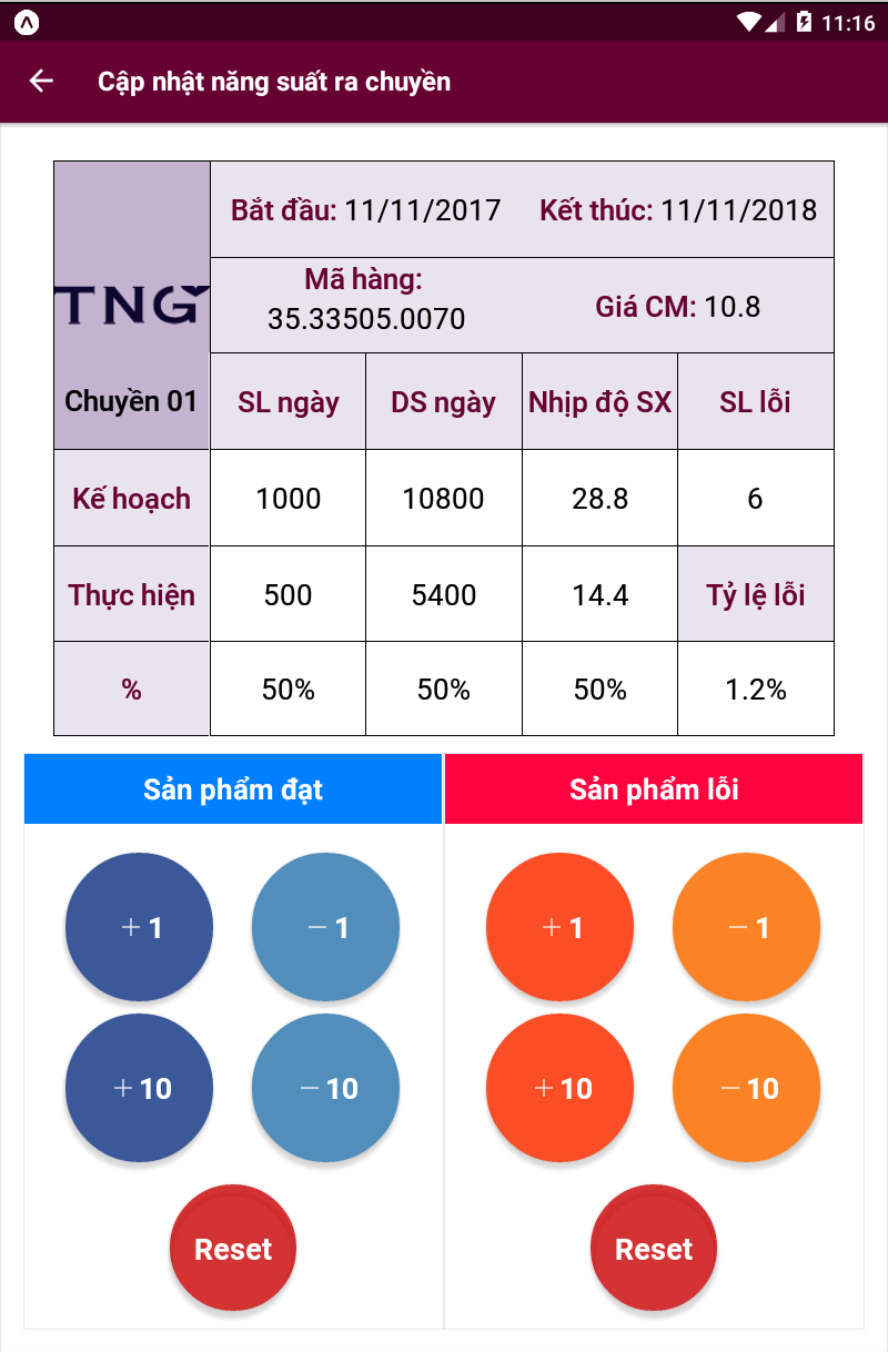 11:16
Cập nhật năng suất ra chuyền
Bắt đầu: 11/11/2017 Kết thúc: 11/11/2018
TNG
Mã hàng:
35.33505.0070
Giá CM: 10.8
Chuyền 01 SL ngày DS ngày Nhịp độ SX SL lỗi
Kế hoạch 1000 10800 28.8 6
Thực hiện 500 5400 14.4 Tỷ lệ lỗi
% 50% 50% 50% 1.2%
Sản phẩm đạt Sản phẩm lỗi
+ 1 − 1 + 1 − 1
+ 10 − 10 + 10 − 10
Reset Reset